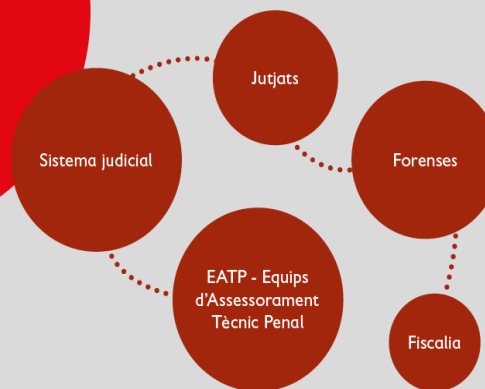 Jutjats
Sistema judicial
Forenses
EATP - Equips
d'Assessorament
Tècnic Penal
Fiscalia